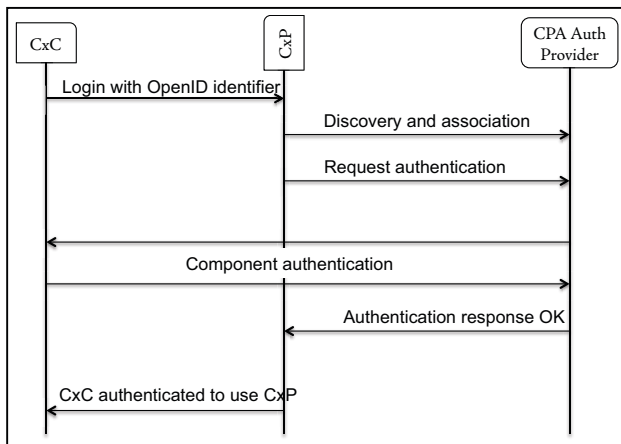 CxC
CxP
CPA Auth
Provider
Login with OpenID identifier
Discovery and association
Request authentication
Component authentication
Authentication response OK
CxC authenticated to use CxP